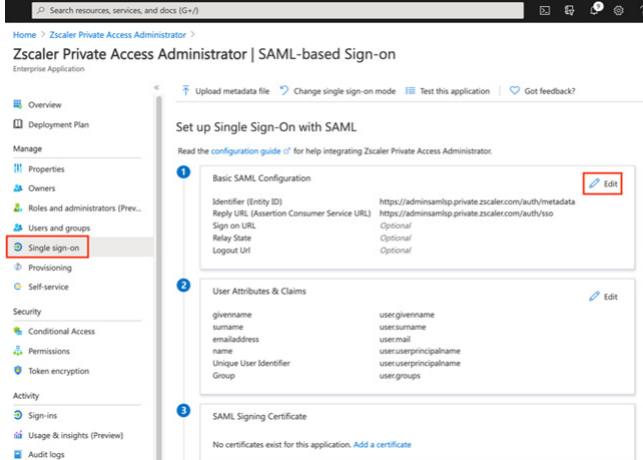 Search resources, services, and docs (G+/)
9
Home > Zscaler Private Access Administrator >
Zscaler Private Access Administrator | SAML-based Sign-on
Enterprise Application
«
Upload metadata file Change single sign-on mode Test this application Got feedback?
Overview
Deployment Plan
Manage
Properties
Owners
Roles and administrators (Prev...
Users and groups
Single sign-on
Provisioning
Self-service
Security
Conditional Access
Permissions
Token encryption
Activity
Sign-ins
Usage & insights (Preview)
Audit logs
Set up Single Sign-On with SAML
Read the configuration guide for help integrating Zscaler Private Access Administrator.
1
Basic SAML Configuration
Edit
Identifier (Entity ID) https://adminsamlsp.private.zscaler.com/auth/metadata
Reply URL (Assertion Consumer Service URL) https://adminsamlsp.private.zscaler.com/auth/sso
Sign on URL Optional
Relay State Optional
Logout Url Optional
2
User Attributes & Claims
Edit
givenname user.givenname
surname user.surname
emailaddress user.mail
name user.userprincipalname
Unique User Identifier user.userprincipalname
Group user.groups
3
SAML Signing Certificate
No certificates exist for this application. Add a certificate